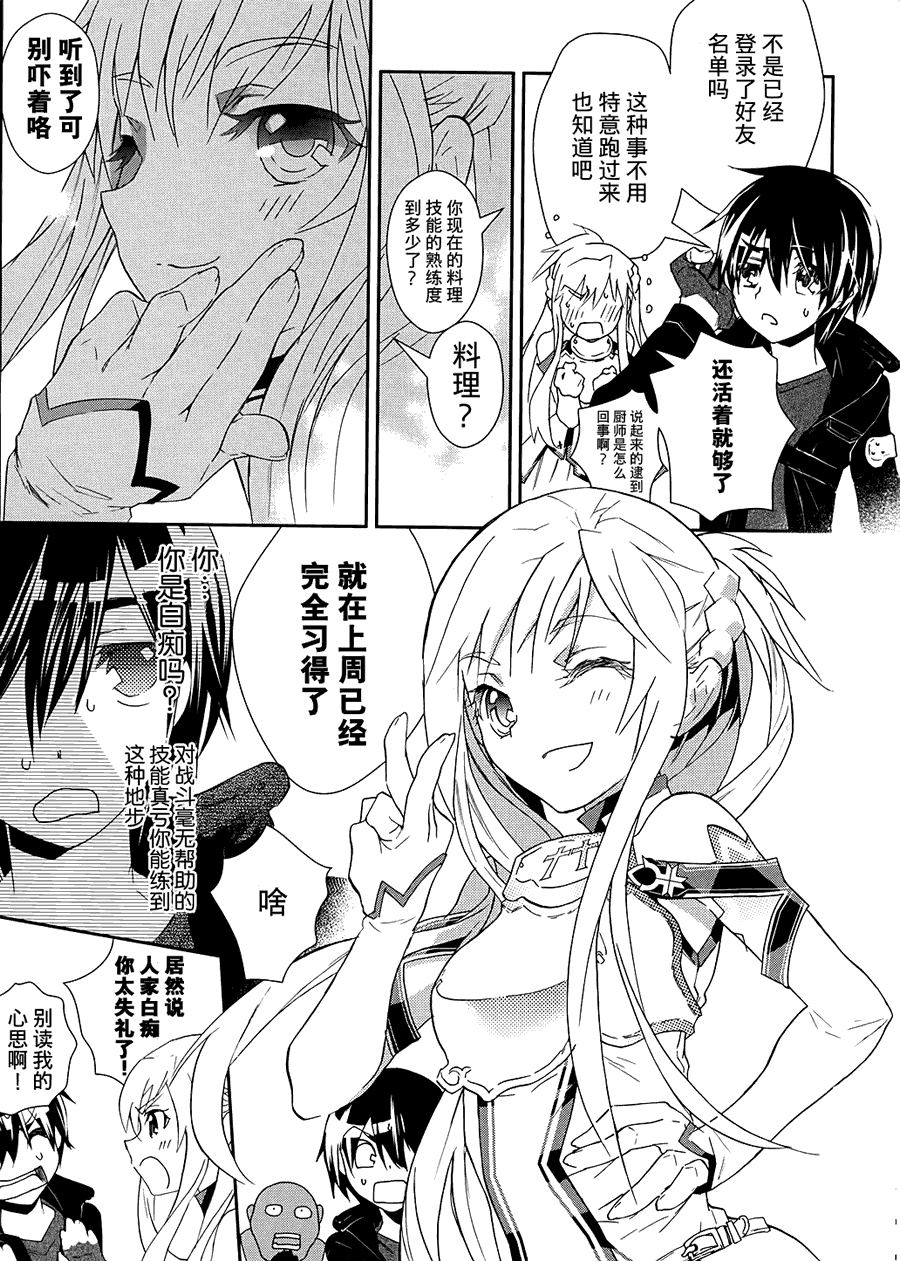 不是已经
登录了好友
名单吗
这种事不用
特意跑过来
也知道吧
还活着就够了
说起来的逮到
厨师是怎么
回事啊？
你现在的料理
技能的熟练度
到多少了？
料理？
听到了可
别吓着咯
就在上周已经
完全习得了
啥
你…
你是白痴吗？
对战斗毫无帮助的
技能真亏你能练到
这种地步
居然说
人家白痴
你太失礼了！
别读我的
心思啊！